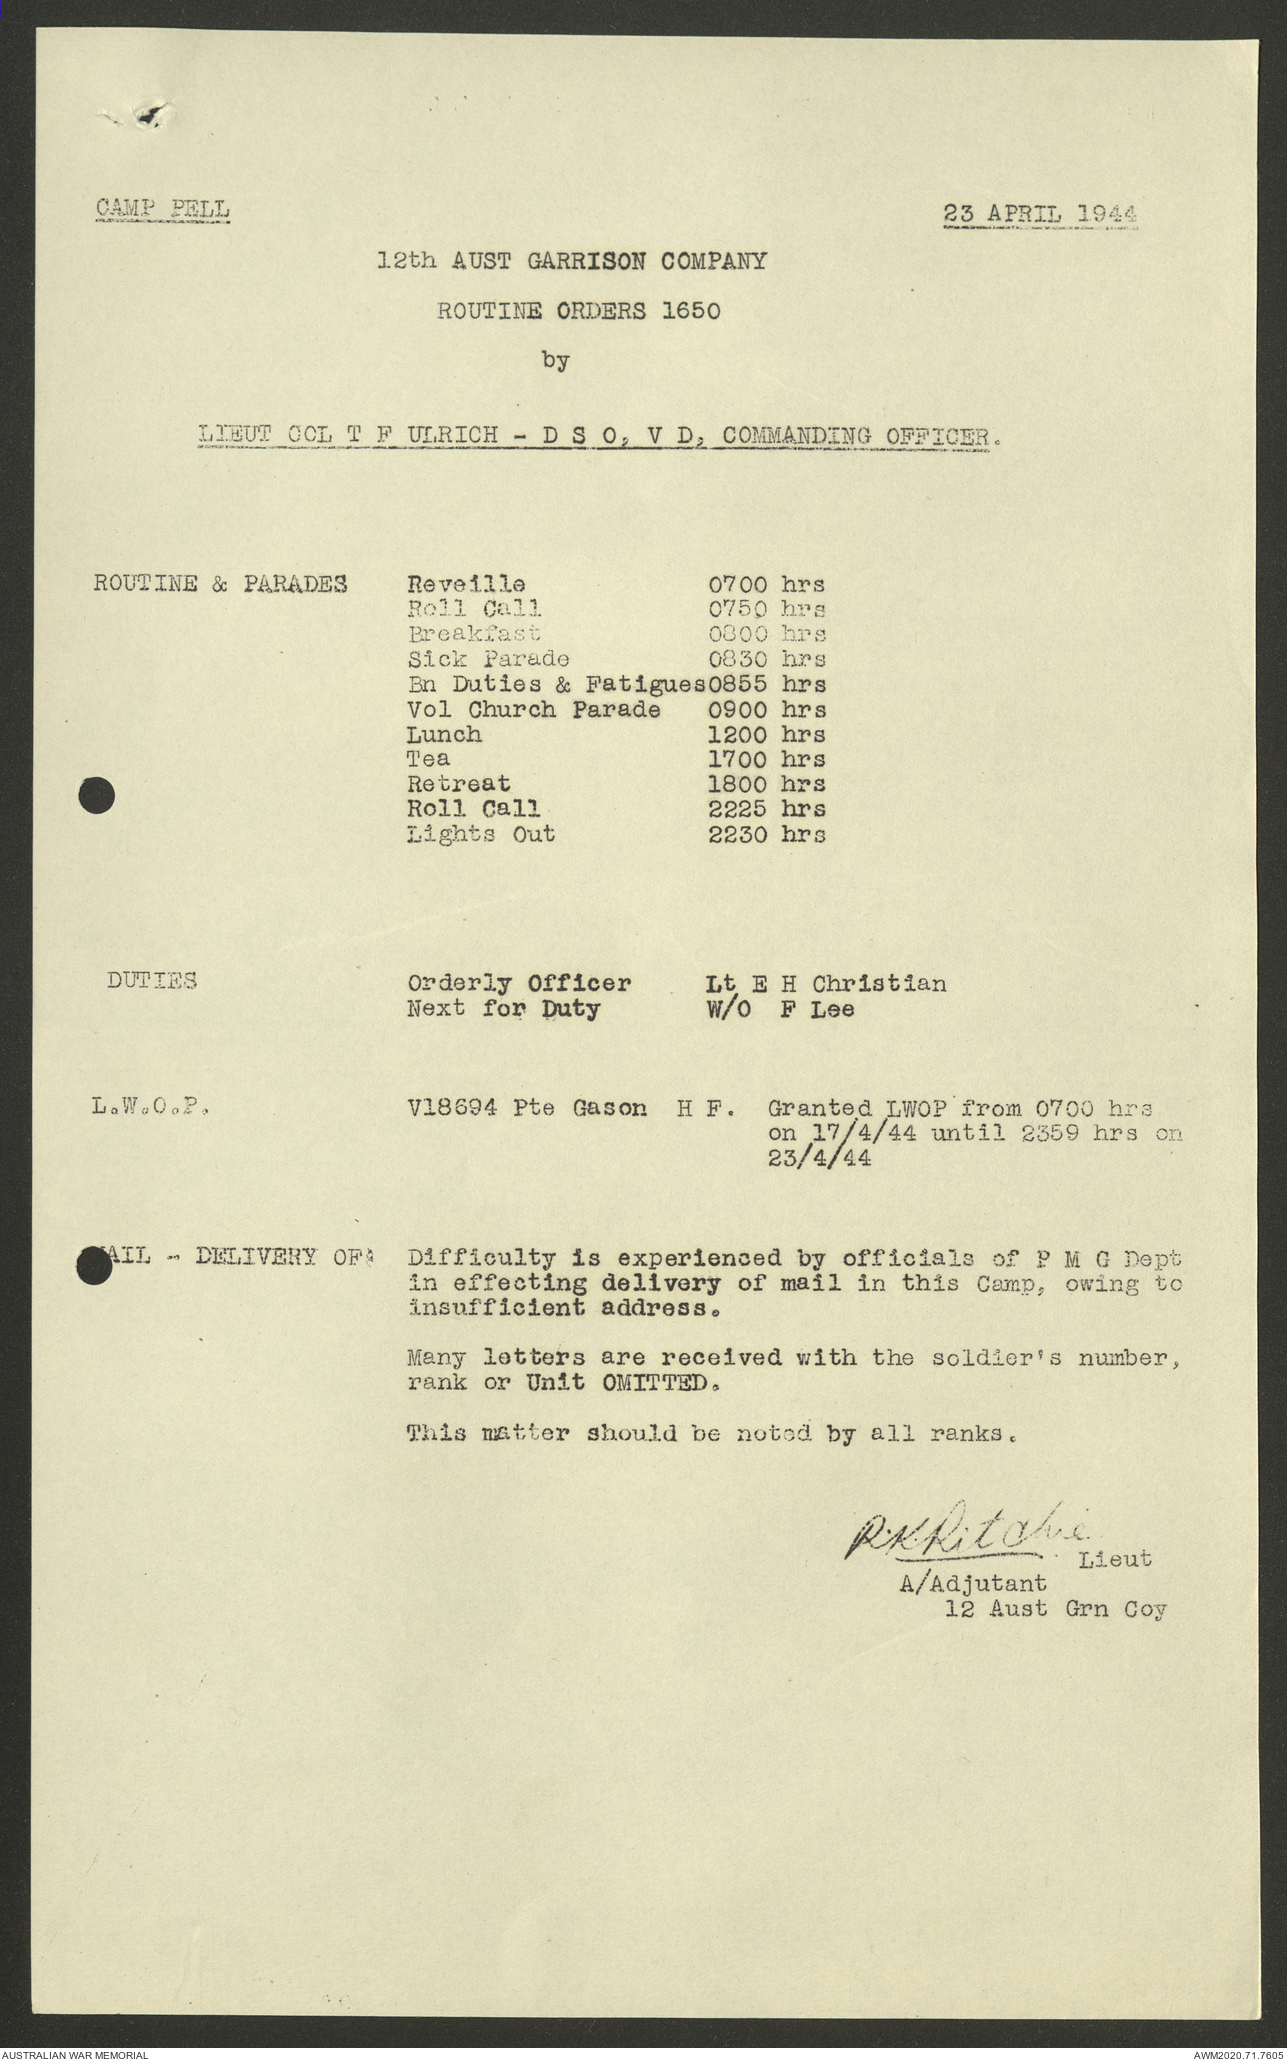 CAMP PELL 23 APRIL 1944
12th AUST GARRISON COMPANY
ROUTINE ORDERS 1650
by
LIEUT COL T F ULRICH - D S O, V D, COMMANDING OFFICER.
ROUTINE & PARADES Reveille 0700 hrs
Roll Call 0750 hrs
Breakfast 0800 hrs
Sick Parade 0830 hrs
Bn Duties & Fatigues 0855 hrs
Vol Church Parade 0900 hrs
Lunch 1200 hrs
Tea 1700 hrs
Retreat 1800 hrs
Roll Call 2225 hrs
Lights Out 2230 hrs
DUTIES Orderly Officer Lt E H Christian
Next for Duty W/O F Lee
L.W.O.P. V18694 Pte Gason H F. Granted LWOP from 0700 hrs
on 17/4/44 until 2359 hrs on
23/4/44
MAIL - DELIVERY OF: Difficulty is experienced by officials of P M G Dept
in effecting delivery of mail in this Camp, owing to
insufficient address.
Many letters are received with the soldier's number,
rank or Unit OMITTED.
This matter should be noted by all ranks.
R.K.Ritchie
Lieut
A/Adjutant
12 Aust Grn Coy
AUSTRALIAN WAR MEMORIAL AWM2020.71.7605